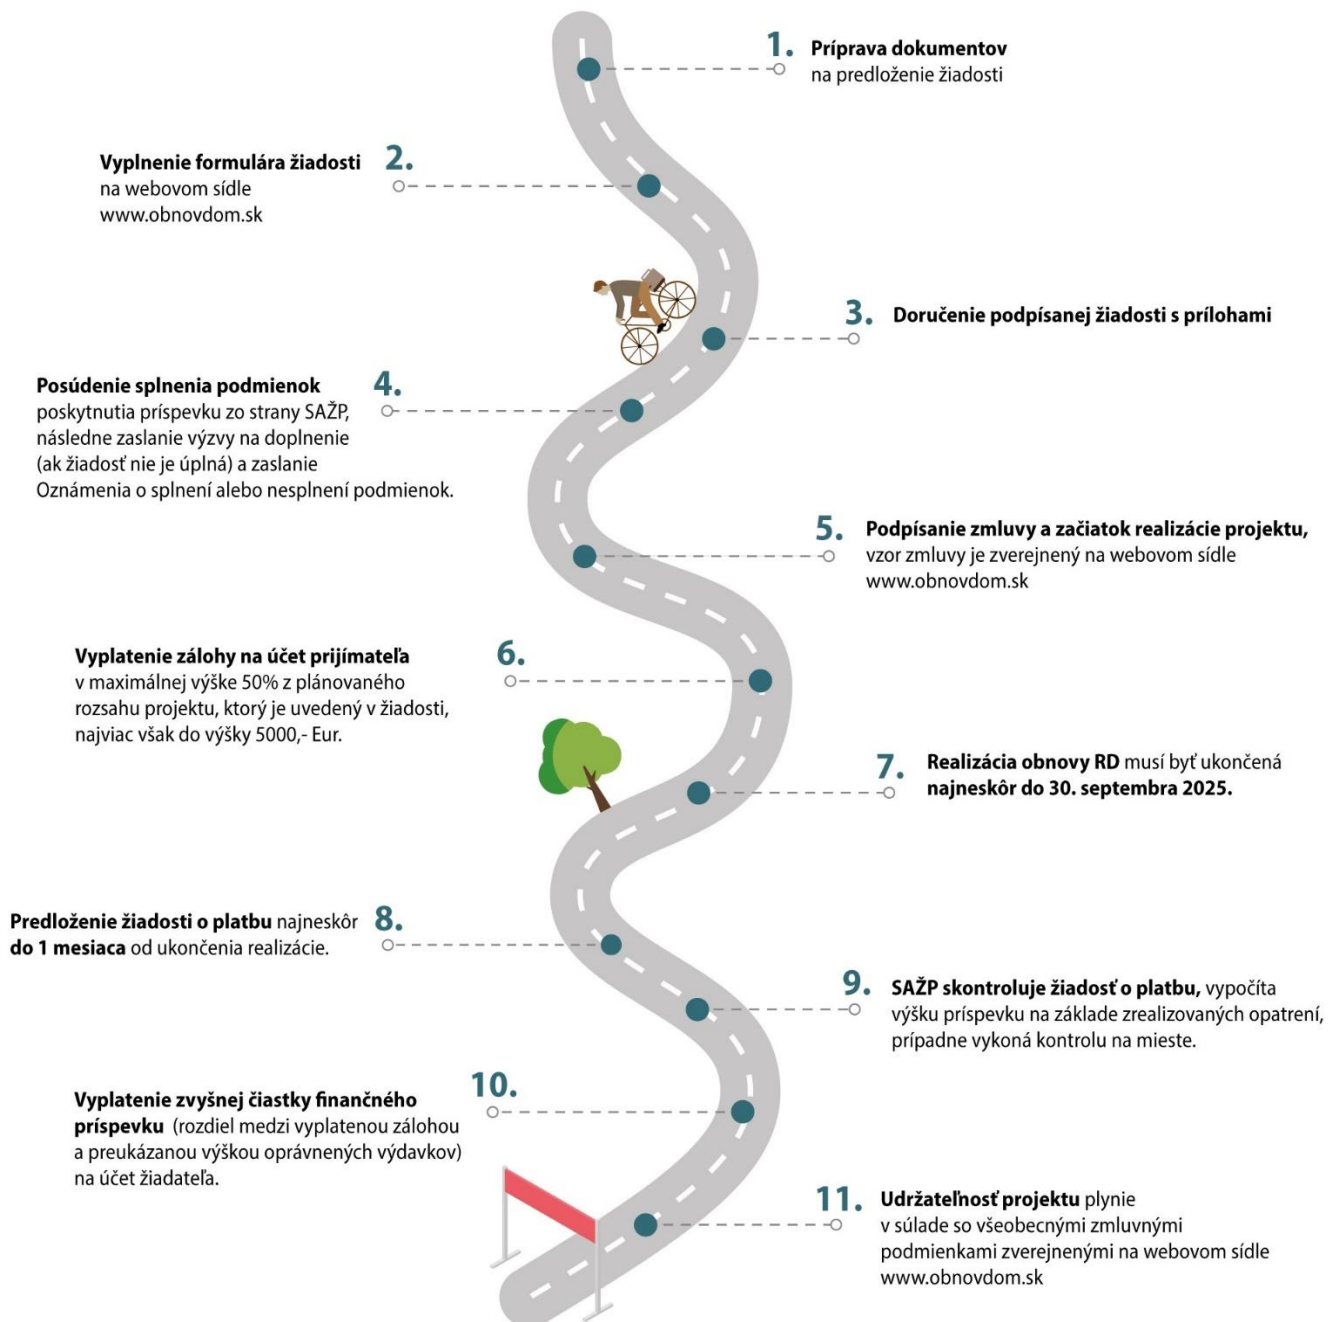 1. Príprava dokumentov
na predloženie žiadosti
2. Vyplnenie formulára žiadosti
na webovom sídle
www.obnovdom.sk
3. Doručenie podpísanej žiadosti s prílohami
4. Posúdenie splnenia podmienok
poskytnutia príspevku zo strany SAŽP,
následne zaslanie výzvy na doplnenie
(ak žiadosť nie je úplná) a zaslanie
Oznámenia o splnení alebo nesplnení podmienok.
5. Podpísanie zmluvy a začiatok realizácie projektu,
vzor zmluvy je zverejnený na webovom sídle
www.obnovdom.sk
6. Vyplatenie zálohy na účet prijímateľa
v maximálnej výške 50% z plánovaného
rozsahu projektu, ktorý je uvedený v žiadosti,
najviac však do výšky 5000,- Eur.
7. Realizácia obnovy RD musí byť ukončená
najneskôr do 30. septembra 2025.
8. Predloženie žiadosti o platbu najneskôr
do 1 mesiaca od ukončenia realizácie.
9. SAŽP skontroluje žiadosť o platbu, vypočíta
výšku príspevku na základe zrealizovaných opatrení,
prípadne vykoná kontrolu na mieste.
10. Vyplatenie zvyšnej čiastky finančného
príspevku (rozdiel medzi vyplatenou zálohou
a preukázanou výškou oprávnených výdavkov)
na účet žiadateľa.
11. Udržateľnosť projektu plynie
v súlade so všeobecnými zmluvnými
podmienkami zverejnenými na webovom sídle
www.obnovdom.sk